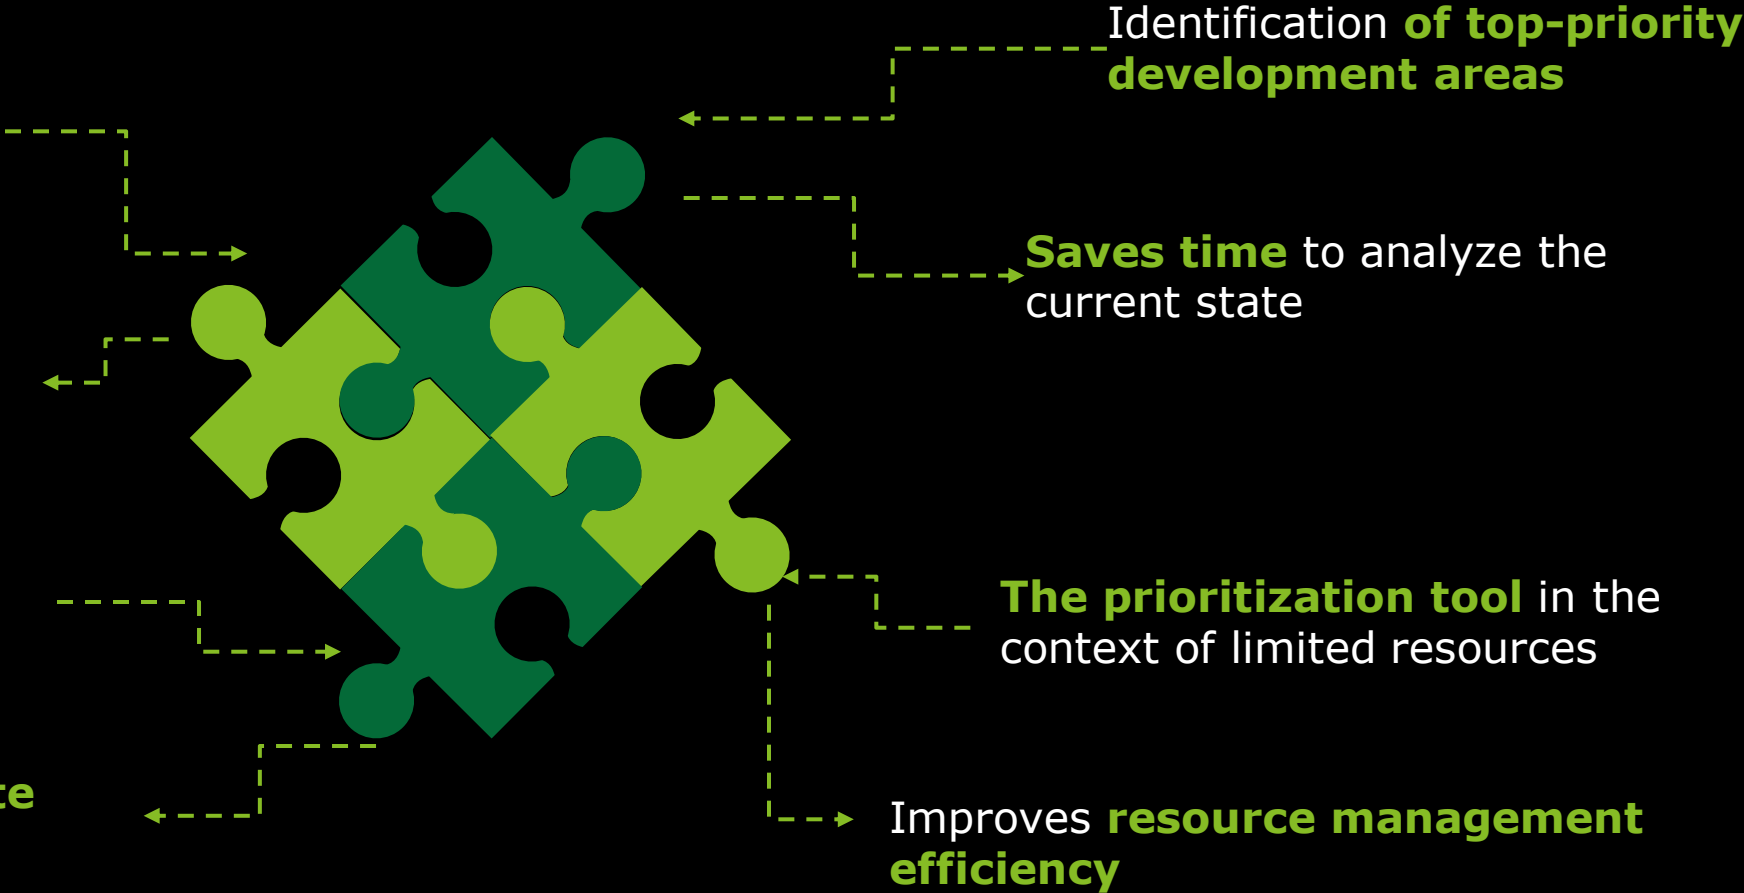 Identification of top-priority
development areas
Saves time to analyze the
current state
The prioritization tool in the
context of limited resources
Improves resource management
efficiency